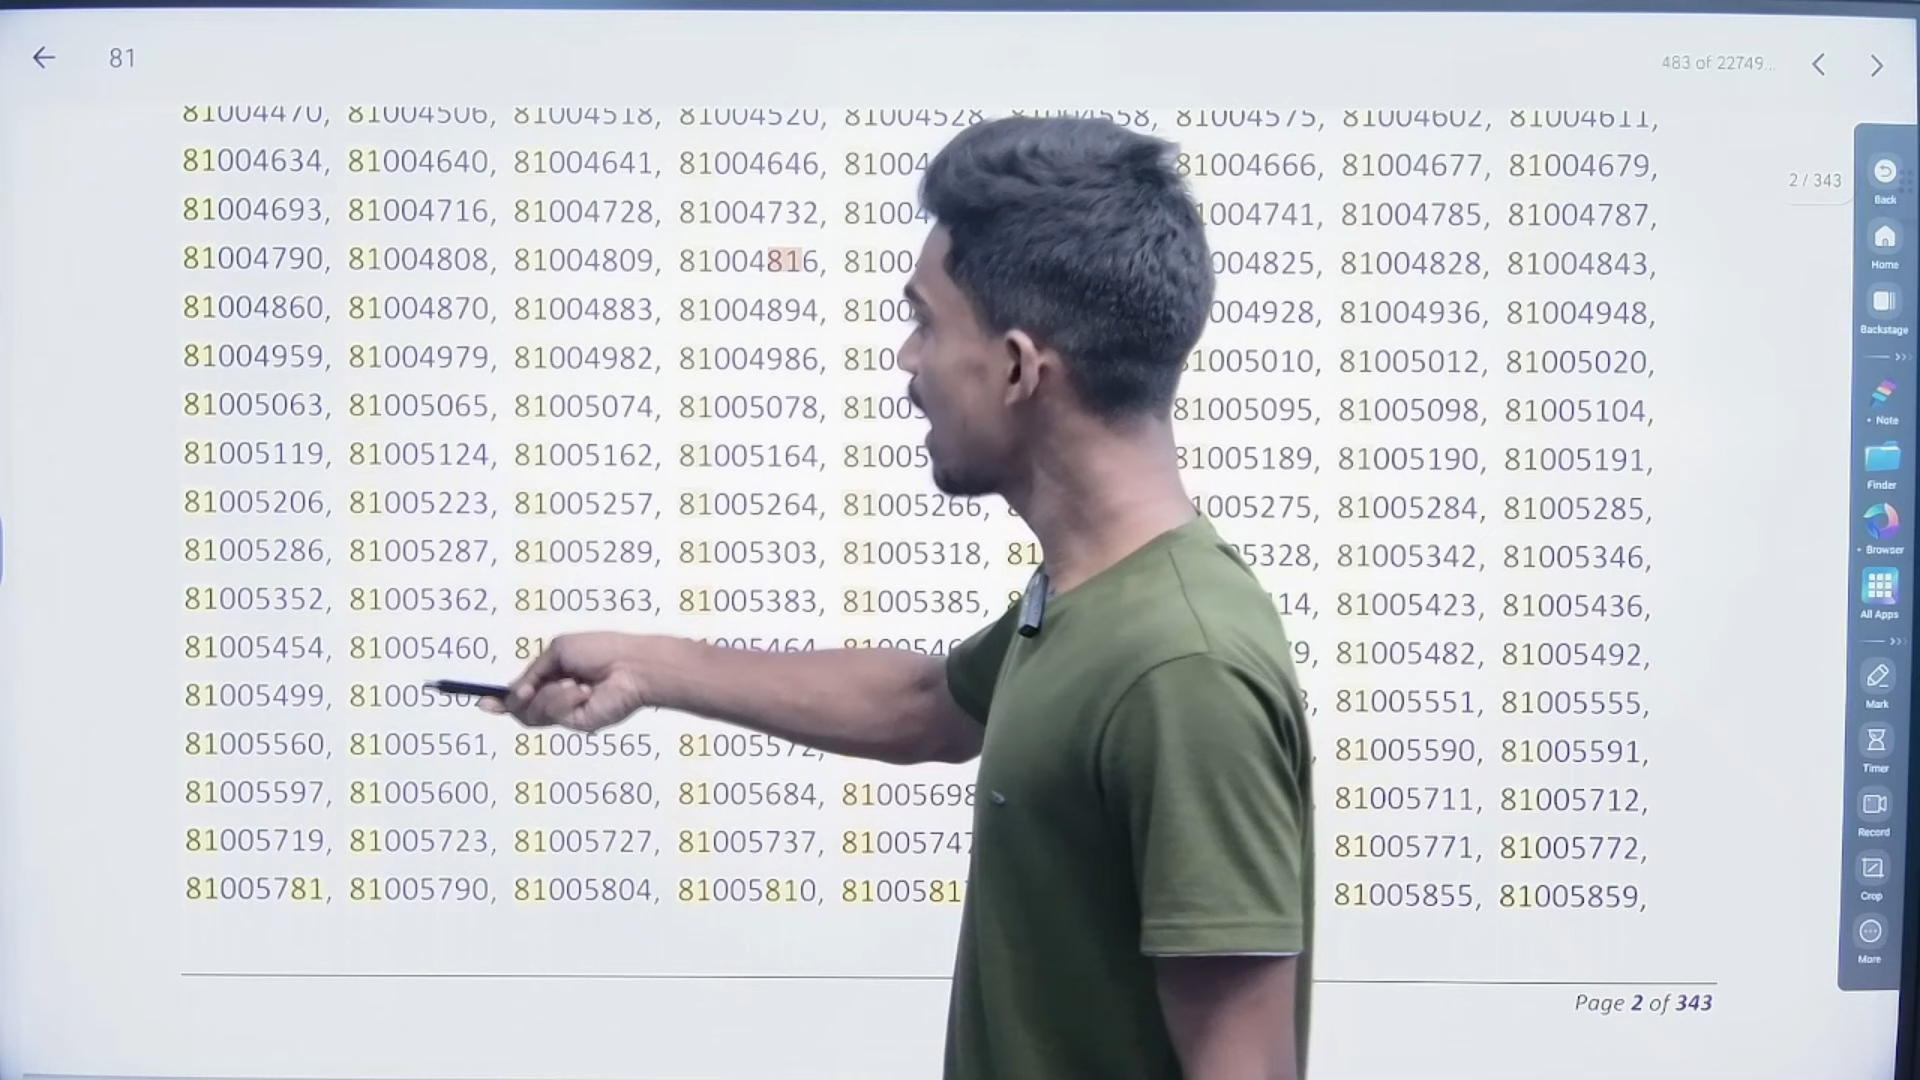 81
483 of 22749...
81004470, 81004506, 81004518, 81004520, 81004528 81004575, 81004602, 81004611,
81004634, 81004640, 81004641, 81004646, 81004666, 81004677, 81004679,
2 / 343
81004693, 81004716, 81004728, 81004732, 81004785, 81004787,
81004790, 81004808, 81004809, 81004816, 81004828, 81004843,
81004860, 81004870, 81004883, 81004894, 81004936, 81004948,
81004959, 81004979, 81004982, 81004986, 81005012, 81005020,
81005063, 81005065, 81005074, 81005078, 81005095, 81005098, 81005104,
81005119, 81005124, 81005162, 81005164, 81005189, 81005190, 81005191,
81005206, 81005223, 81005257, 81005264, 81005266, 81005284, 81005285,
81005286, 81005287, 81005289, 81005303, 81005318, 81005342, 81005346,
81005352, 81005362, 81005363, 81005383, 81005385, 81005423, 81005436,
81005454, 81005460, 81005482, 81005492,
81005499, 81005551, 81005555,
81005560, 81005561, 81005565, 81005572, 81005590, 81005591,
81005597, 81005600, 81005680, 81005684, 81005698 81005711, 81005712,
81005719, 81005723, 81005727, 81005737, 81005747 81005771, 81005772,
81005781, 81005790, 81005804, 81005810, 81005855, 81005859,
Page 2 of 343
Back
Home
Backstage
Note
Finder
Browser
All Apps
Mark
Timer
Record
Crop
More